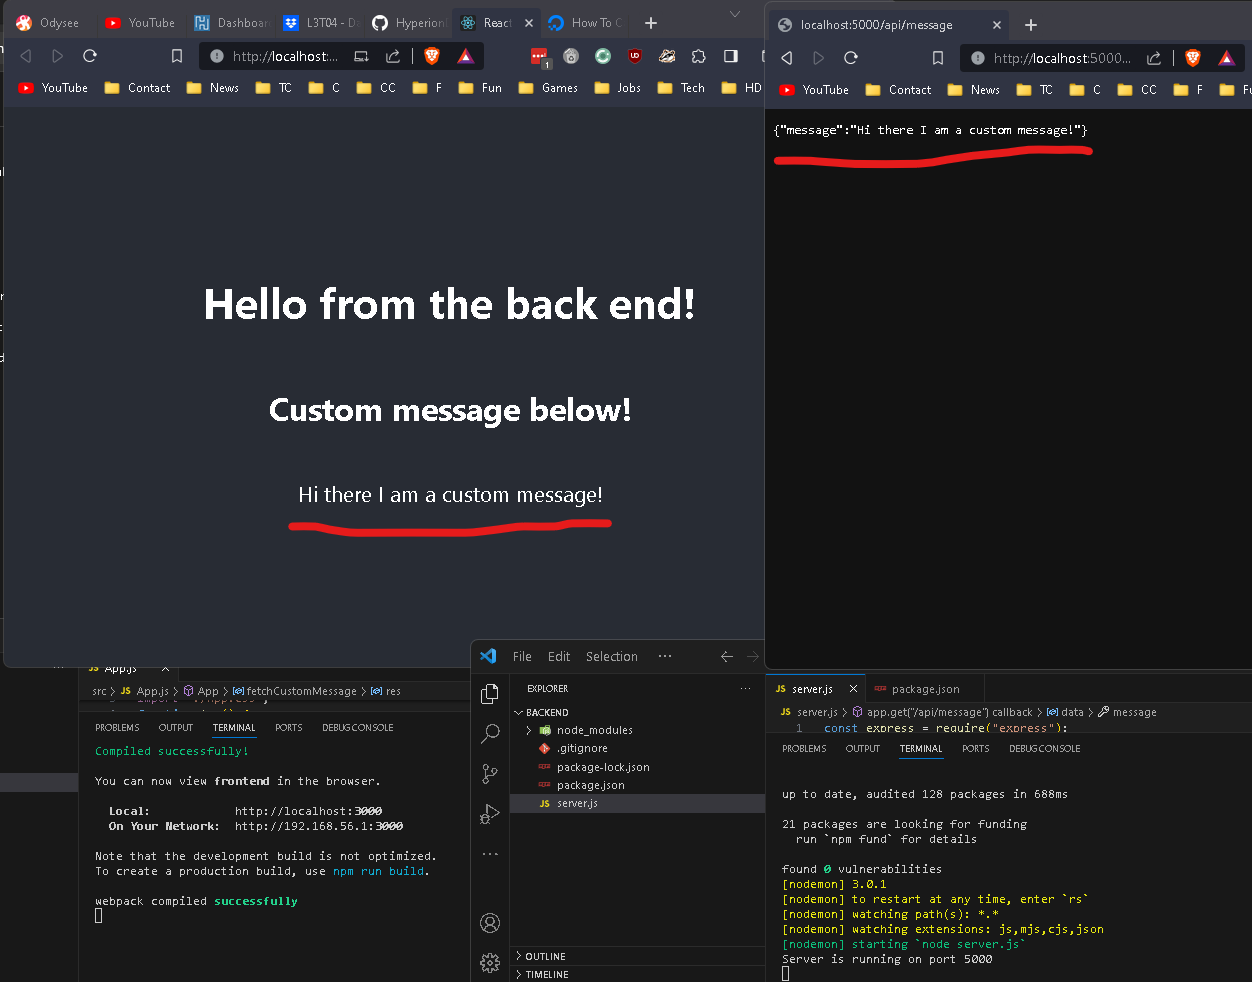 Odysee
YouTube
Dashboar
L3T04 - D
Hyperion
React
How To C
http://localhost:...
1
UD
YouTube
Contact
News
TC
C
CC
F
Fun
Games
Jobs
Tech
HD
Hello from the back end!
Custom message below!
Hi there I am a custom message!
localhost:5000/api/message
http://localhost:5000...
YouTube
Contact
News
TC
C
CC
F
Fu
{"message":"Hi there I am a custom message!"}
JS App.js
src > JS App.js > App > fetchCustomMessage > res
PROBLEMS OUTPUT TERMINAL PORTS DEBUG CONSOLE
Compiled successfully!
You can now view frontend in the browser.
Local: http://localhost:3000
On Your Network: http://192.168.56.1:3000
Note that the development build is not optimized.
To create a production build, use npm run build.
webpack compiled successfully
File Edit Selection ...
EXPLORER ...
BACKEND
node_modules
.gitignore
package-lock.json
package.json
JS server.js
OUTLINE
TIMELINE
JS server.js package.json
JS server.js > app.get("/api/message") callback > data > message
1 const express = require("express");
PROBLEMS OUTPUT TERMINAL PORTS DEBUG CONSOLE
up to date, audited 128 packages in 688ms
21 packages are looking for funding
run `npm fund` for details
found 0 vulnerabilities
[nodemon] 3.0.1
[nodemon] to restart at any time, enter `rs`
[nodemon] watching path(s): *.*
[nodemon] watching extensions: js,mjs,cjs,json
[nodemon] starting `node server.js`
Server is running on port 5000